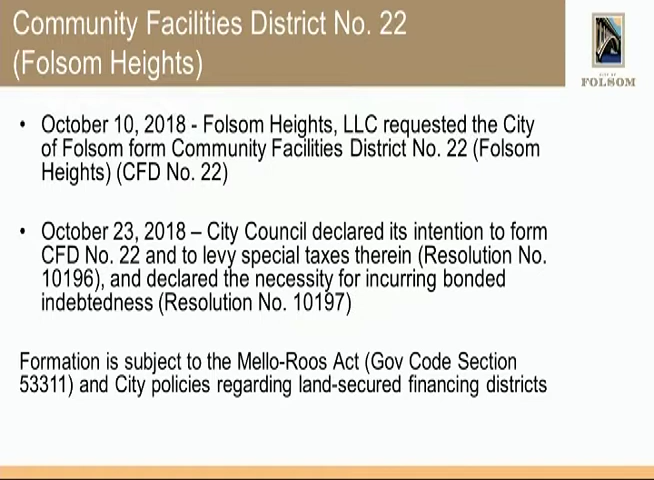 Community Facilities District No. 22
(Folsom Heights)
CITY OF
FOLSOM
• October 10, 2018 - Folsom Heights, LLC requested the City
of Folsom form Community Facilities District No. 22 (Folsom
Heights) (CFD No. 22)
• October 23, 2018 – City Council declared its intention to form
CFD No. 22 and to levy special taxes therein (Resolution No.
10196), and declared the necessity for incurring bonded
indebtedness (Resolution No. 10197)
Formation is subject to the Mello-Roos Act (Gov Code Section
53311) and City policies regarding land-secured financing districts